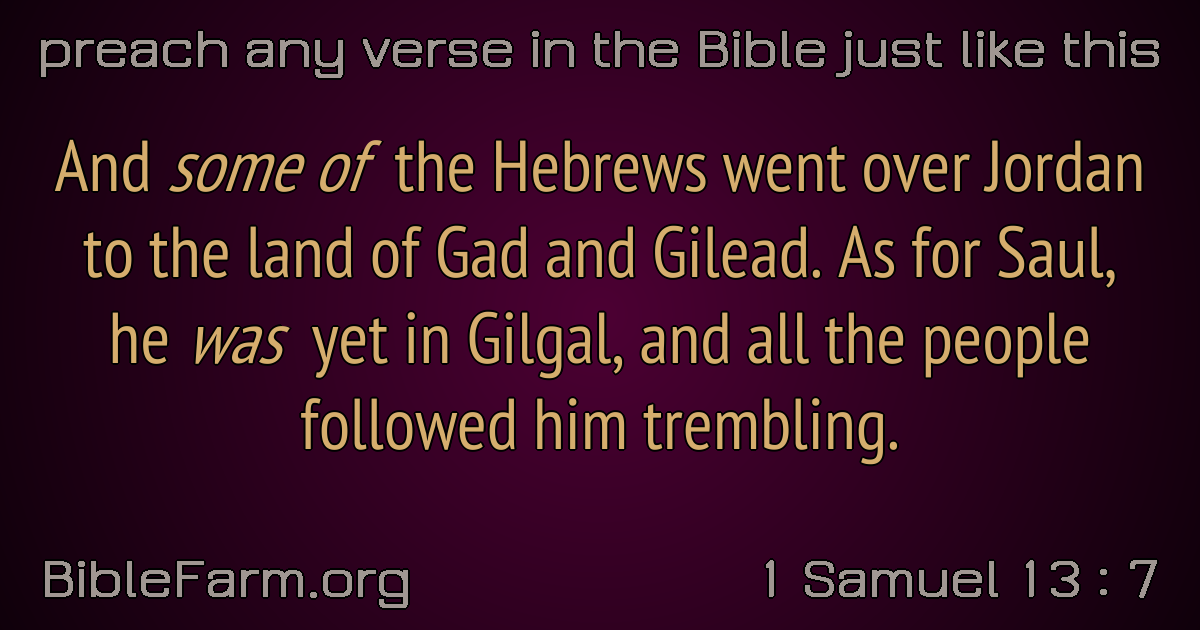 preach any verse in the Bible just like this
And some of the Hebrews went over Jordan
to the land of Gad and Gilead. As for Saul,
he was yet in Gilgal, and all the people
followed him trembling.
BibleFarm.org
1 Samuel 13 : 7